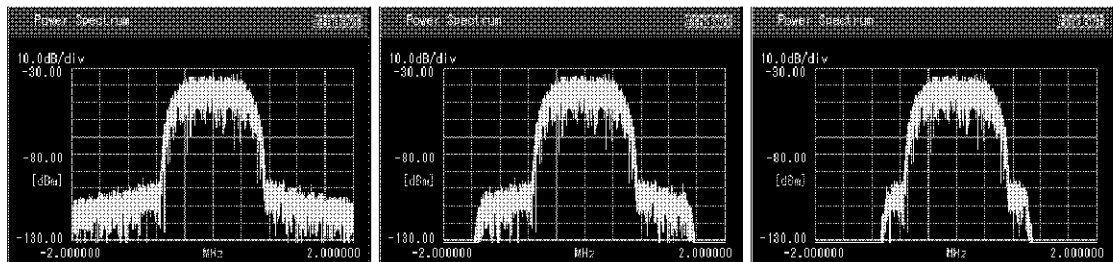 Power Spectrum
10.0dB/div
-30.00
-80.00
[dBm]
-130.00
-2.000000 MHz 2.000000
Power Spectrum
10.0dB/div
-30.00
-80.00
[dBm]
-130.00
-2.000000 MHz 2.000000
Power Spectrum
10.0dB/div
-30.00
-80.00
[dBm]
-130.00
-2.000000 MHz 2.000000